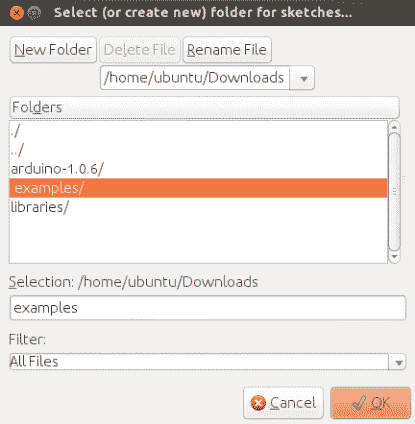 Select (or create new) folder for sketches...
New Folder Delete File Rename File
/home/ubuntu/Downloads
Folders
./
../
arduino-1.0.6/
examples/
libraries/
Selection: /home/ubuntu/Downloads
examples
Filter:
All Files
Cancel OK